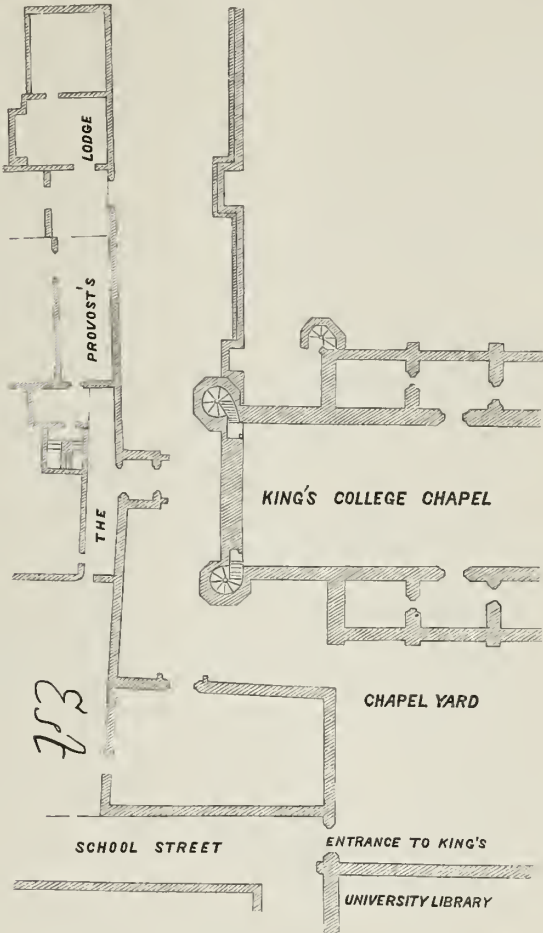 THE PROVOST'S LODGE
KING'S COLLEGE CHAPEL
CHAPEL YARD
SCHOOL STREET
ENTRANCE TO KING'S
UNIVERSITY LIBRARY